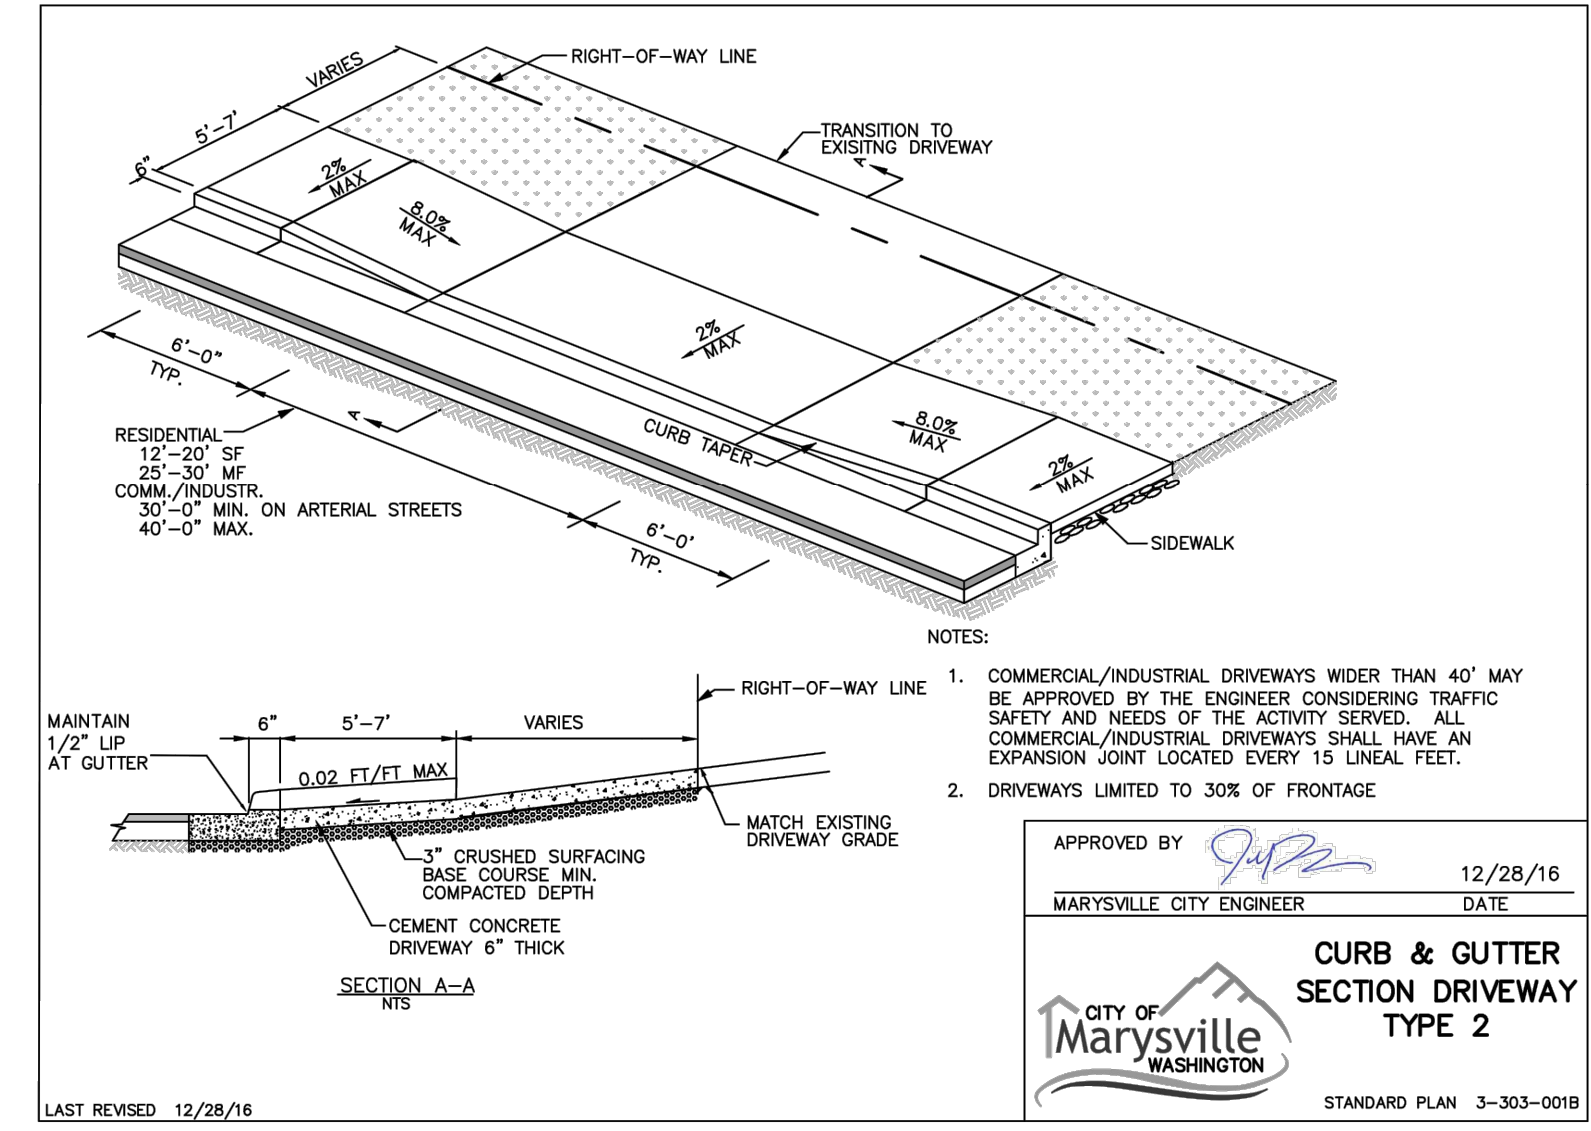 RIGHT-OF-WAY LINE
VARIES
5'-7'
6"
TRANSITION TO
EXISITNG DRIVEWAY
A
2%
MAX
8.0%
MAX
2%
MAX
8.0%
MAX
2%
MAX
CURB TAPER
SIDEWALK
6'-0"
TYP.
A
6'-0'
TYP.
RESIDENTIAL
12'-20' SF
25'-30' MF
COMM./INDUSTR.
30'-0" MIN. ON ARTERIAL STREETS
40'-0" MAX.
NOTES:
1. COMMERCIAL/INDUSTRIAL DRIVEWAYS WIDER THAN 40' MAY
BE APPROVED BY THE ENGINEER CONSIDERING TRAFFIC
SAFETY AND NEEDS OF THE ACTIVITY SERVED. ALL
COMMERCIAL/INDUSTRIAL DRIVEWAYS SHALL HAVE AN
EXPANSION JOINT LOCATED EVERY 15 LINEAL FEET.
2. DRIVEWAYS LIMITED TO 30% OF FRONTAGE
RIGHT-OF-WAY LINE
MAINTAIN
1/2" LIP
AT GUTTER
6"
5'-7'
VARIES
0.02 FT/FT MAX
MATCH EXISTING
DRIVEWAY GRADE
3" CRUSHED SURFACING
BASE COURSE MIN.
COMPACTED DEPTH
CEMENT CONCRETE
DRIVEWAY 6" THICK
SECTION A-A
NTS
APPROVED BY
12/28/16
MARYSVILLE CITY ENGINEER
DATE
CURB & GUTTER
SECTION DRIVEWAY
TYPE 2
CITY OF
Marysville
WASHINGTON
STANDARD PLAN 3-303-001B
LAST REVISED 12/28/16